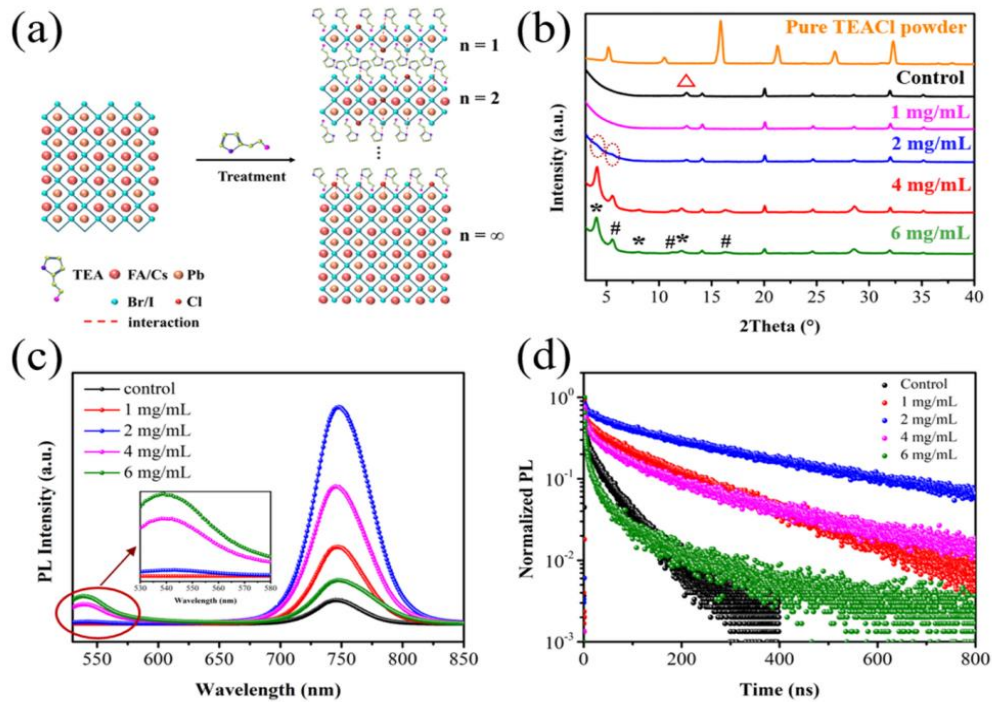 (a)
n = 1
n = 2
Treatment
n = ∞
TEA FA/Cs Pb
Br/I Cl
interaction
(b)
Pure TEACl powder
Control
1 mg/mL
2 mg/mL
4 mg/mL
6 mg/mL
* # * # * #
Intensity (a.u.)
5 10 15 20 25 30 35 40
2Theta (°)
(c)
control
1 mg/mL
2 mg/mL
4 mg/mL
6 mg/mL
PL Intensity (a.u.)
530 540 550 560 570 580
Wavelength (nm)
550 600 650 700 750 800 850
Wavelength (nm)
(d)
Control
1 mg/mL
2 mg/mL
4 mg/mL
6 mg/mL
Normalized PL
10⁰
10⁻¹
10⁻²
10⁻³
0 200 400 600 800
Time (ns)